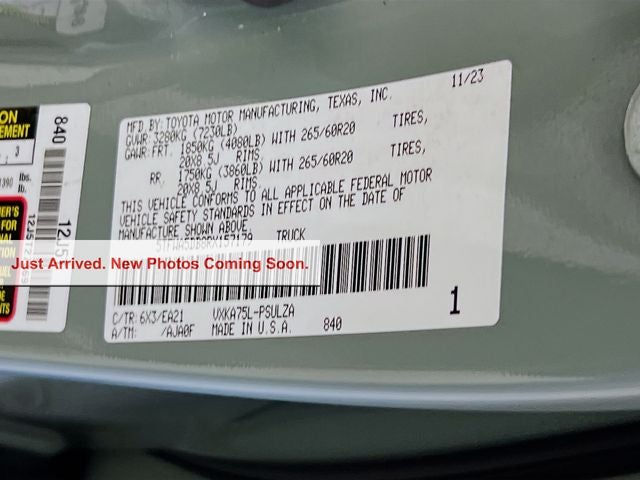 11/23
MFD.BY:TOYOTA MOTOR MANUFACTURING, TEXAS, INC.
GVWR: 3280KG (7230LB)
GAWR:FRT. 1850KG (4080LB) WITH 265/60R20 TIRES,
20X8.5J RIMS.
RR. 1750KG (3860LB) WITH 265/60R20 TIRES,
20X8.5J RIMS.
THIS VEHICLE CONFORMS TO ALL APPLICABLE FEDERAL MOTOR
VEHICLE SAFETY STANDARDS IN EFFECT ON THE DATE OF
MANUFACTURE SHOWN ABOVE.
TRUCK
Just Arrived. New Photos Coming Soon.
C/TR: 6X3/EA21 VXKA75L-PSULZA
A/TM: /AJA0F MADE IN U.S.A. 840
1
840
lbs.
FOR